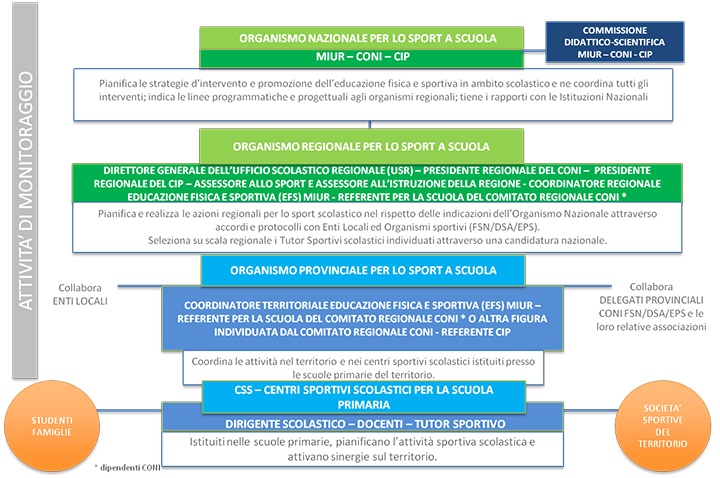 ATTIVITA' DI MONITORAGGIO
ORGANISMO NAZIONALE PER LO SPORT A SCUOLA
MIUR – CONI – CIP
COMMISSIONE
DIDATTICO-SCIENTIFICA
MIUR – CONI - CIP
Pianifica le strategie d'intervento e promozione dell'educazione fisica e sportiva in ambito scolastico e ne coordina tutti gli
interventi; indica le linee programmatiche e progettuali agli organismi regionali; tiene i rapporti con le Istituzioni Nazionali
ORGANISMO REGIONALE PER LO SPORT A SCUOLA
DIRETTORE GENERALE DELL'UFFICIO SCOLASTICO REGIONALE (USR) – PRESIDENTE REGIONALE DEL CONI – PRESIDENTE
REGIONALE DEL CIP – ASSESSORE ALLO SPORT E ASSESSORE ALL'ISTRUZIONE DELLA REGIONE - COORDINATORE REGIONALE
EDUCAZIONE FISICA E SPORTIVA (EFS) MIUR - REFERENTE PER LA SCUOLA DEL COMITATO REGIONALE CONI *
Pianifica e realizza le azioni regionali per lo sport scolastico nel rispetto delle indicazioni dell'Organismo Nazionale attraverso
accordi e protocolli con Enti Locali ed Organismi sportivi (FSN/DSA/EPS).
Seleziona su scala regionale i Tutor Sportivi scolastici individuati attraverso una candidatura nazionale.
ORGANISMO PROVINCIALE PER LO SPORT A SCUOLA
Collabora
ENTI LOCALI
COORDINATORE TERRITORIALE EDUCAZIONE FISICA E SPORTIVA (EFS) MIUR –
REFERENTE PER LA SCUOLA DEL COMITATO REGIONALE CONI * O ALTRA FIGURA
INDIVIDUATA DAL COMITATO REGIONALE CONI - REFERENTE CIP
Collabora
DELEGATI PROVINCIALI
CONI FSN/DSA/EPS e le
loro relative associazioni
Coordina le attività nel territorio e nei centri sportivi scolastici istituiti presso
le scuole primarie del territorio.
CSS – CENTRI SPORTIVI SCOLASTICI PER LA SCUOLA
PRIMARIA
STUDENTI
FAMIGLIE
DIRIGENTE SCOLASTICO – DOCENTI – TUTOR SPORTIVO
SOCIETA'
SPORTIVE
DEL
TERRITORIO
Istituiti nelle scuole primarie, pianificano l'attività sportiva scolastica e
attivano sinergie sul territorio.
* dipendenti CONI